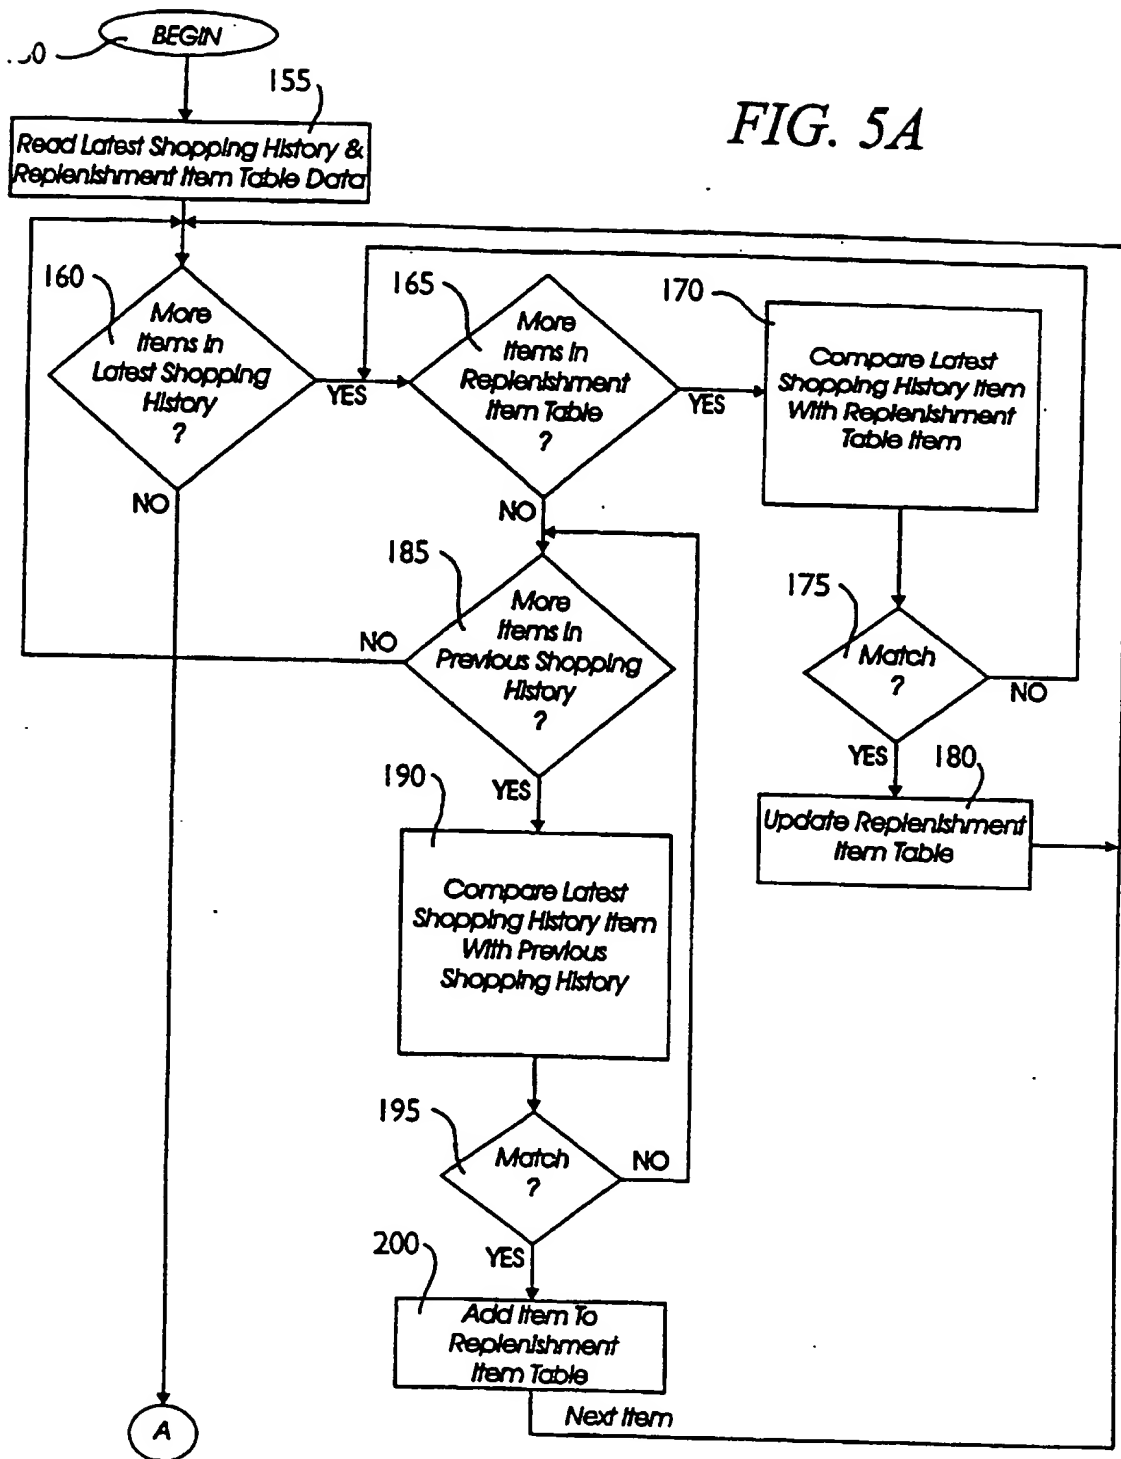 BEGIN
155
FIG. 5A
Read Latest Shopping History &
Replenishment Item Table Data
160
More
Items In
Latest Shopping
History
?
YES
NO
165
More
Items In
Replenishment
Item Table
?
YES
NO
170
Compare Latest
Shopping History Item
With Replenishment
Table Item
175
Match
?
NO
YES
180
Update Replenishment
Item Table
185
More
Items In
Previous Shopping
History
?
NO
YES
190
Compare Latest
Shopping History Item
With Previous
Shopping History
195
Match
?
NO
YES
200
Add Item To
Replenishment
Item Table
Next Item
A